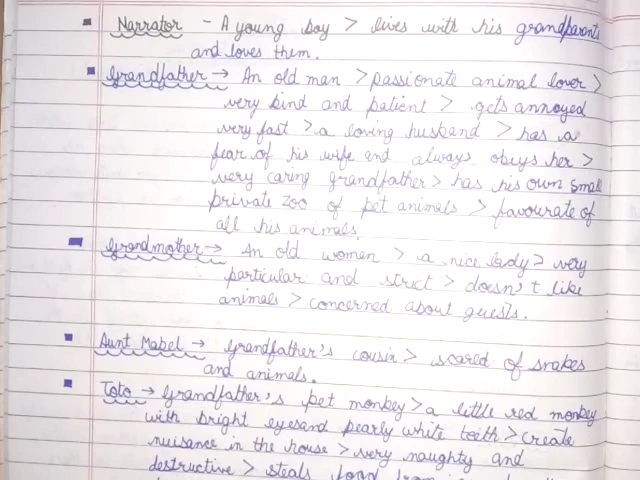 Narrator - A young boy > lives with his grandparents
and loves them.
Grandfather → An old man > passionate animal lover >
very kind and patient > gets annoyed
very fast > a loving husband > has a
fear of his wife and always obeys her >
very caring grandfather > has his own small
private zoo of pet animals > favourate of
all his animals.
Grandmother → An old women > a nice lady > very
particular and strict > doesn't like
animals > concerned about guests.
Aunt Mabel → Grandfather's cousin > scared of snakes
and animals.
Toto → Grandfather's pet monkey > a little red monkey
with bright eyesand pearly white teeth > create
nuisance in the house > very naughty and
destructive > steals food from